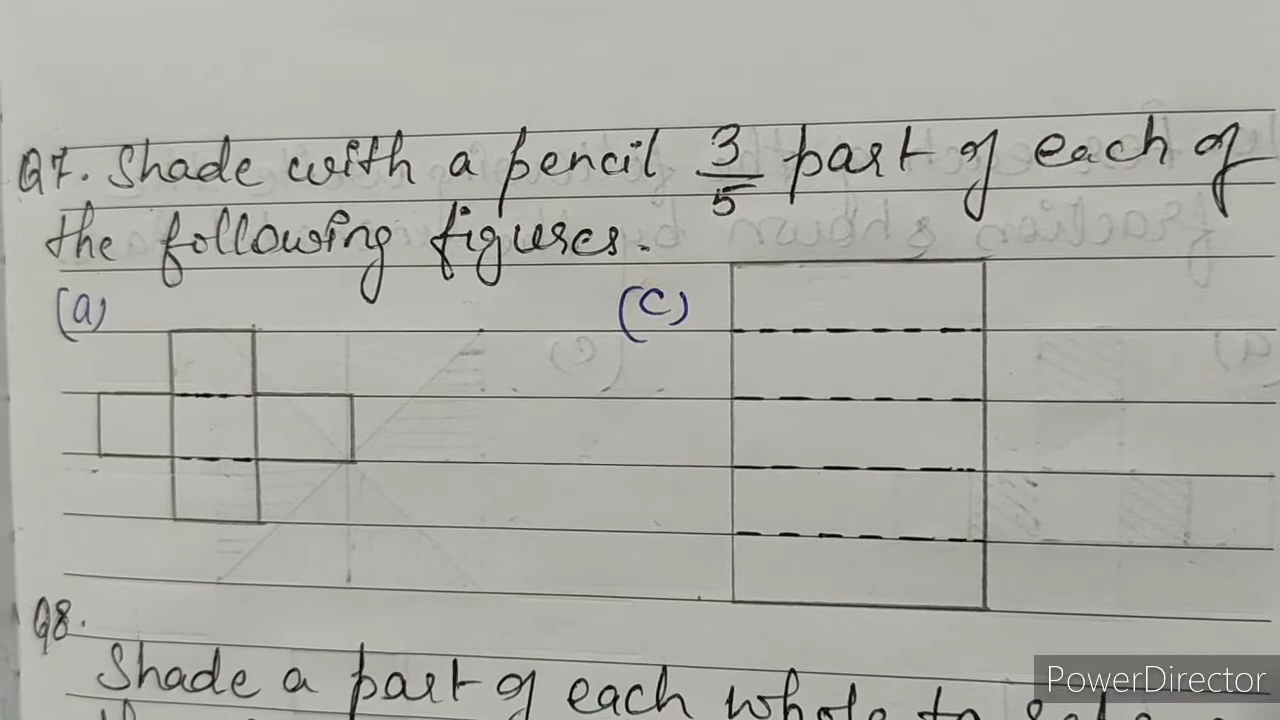 Q7. Shade with a pencil 3/5 part of each of
the following figures.
(a)
(C)
Q8.
Shade a part of each whole to
PowerDirector